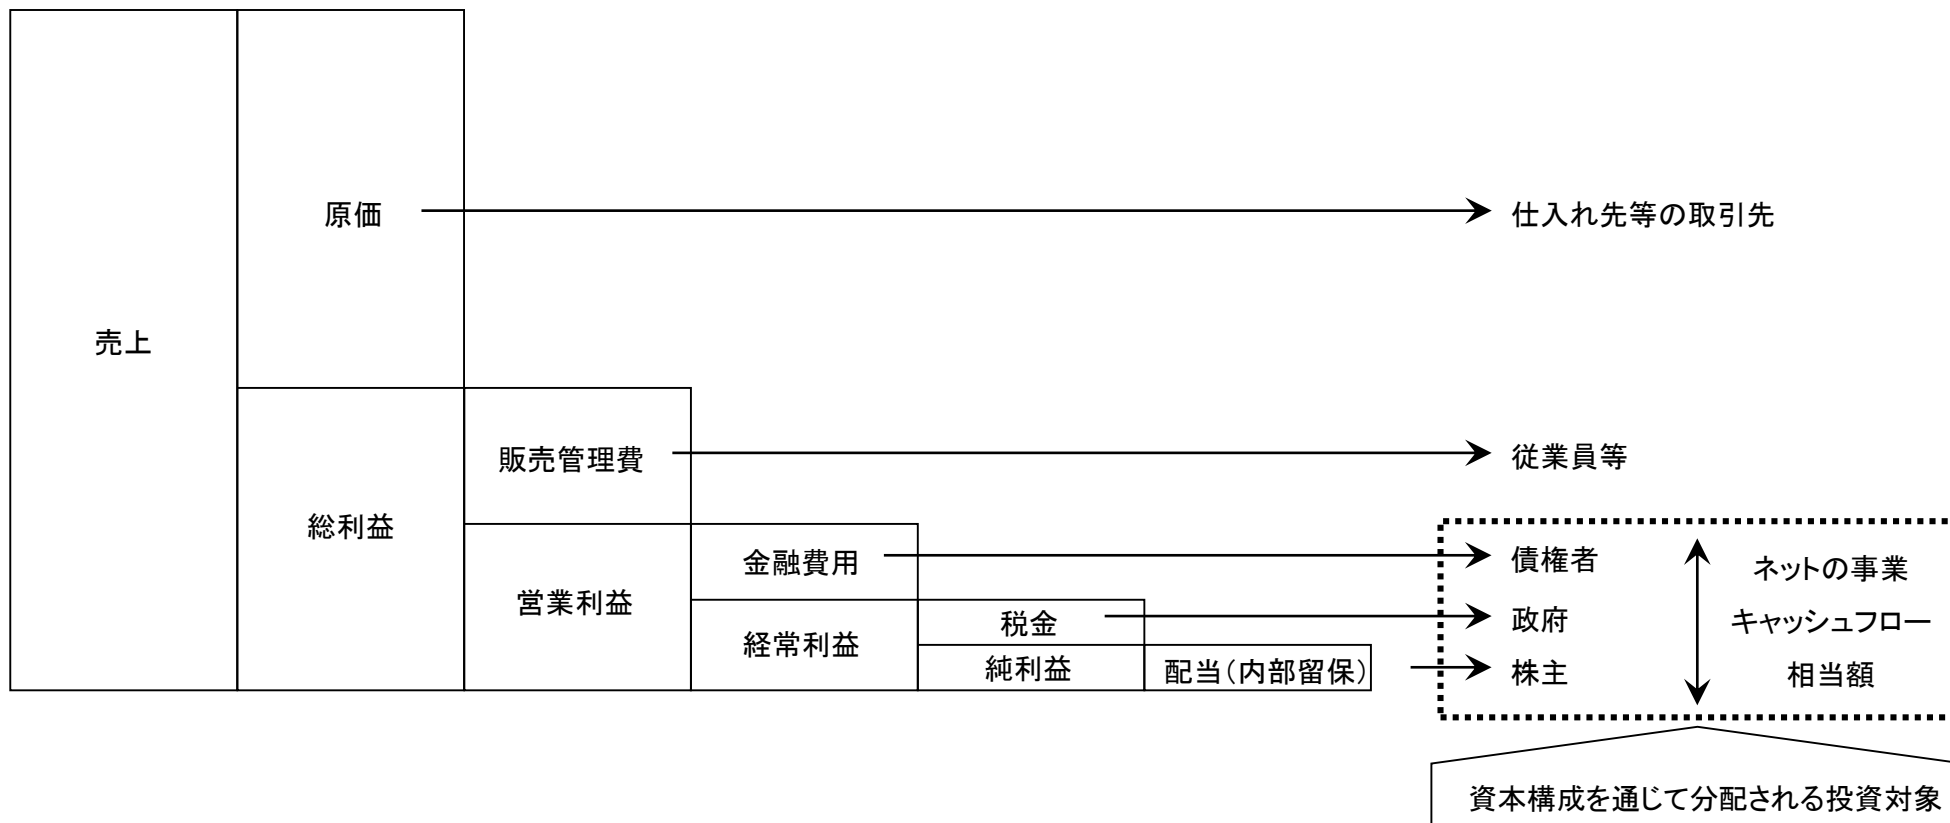 売上
原価
仕入れ先等の取引先
総利益
販売管理費
従業員等
営業利益
金融費用
債権者
経常利益
税金
政府
純利益
配当（内部留保）
株主
ネットの事業
キャッシュフロー
相当額
資本構成を通じて分配される投資対象